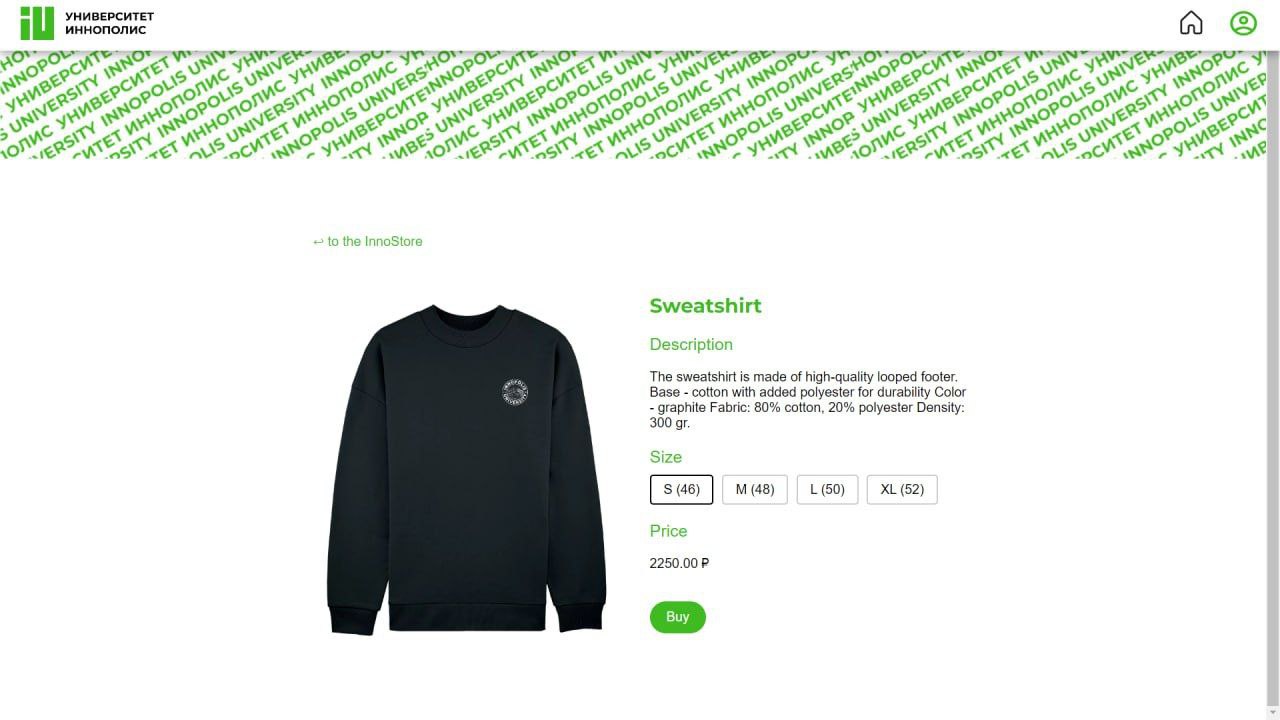 УНИВЕРСИТЕТ
ИННОПОЛИС
УНИВЕРСИТЕТ ИННОПОЛИС INNOPOLIS UNIVERSITY
↩ to the InnoStore
Sweatshirt
Description
The sweatshirt is made of high-quality looped footer.
Base - cotton with added polyester for durability Color
- graphite Fabric: 80% cotton, 20% polyester Density:
300 gr.
Size
S (46) M (48) L (50) XL (52)
Price
2250.00 ₽
Buy
INNOPOLIS
UNIVERSITY